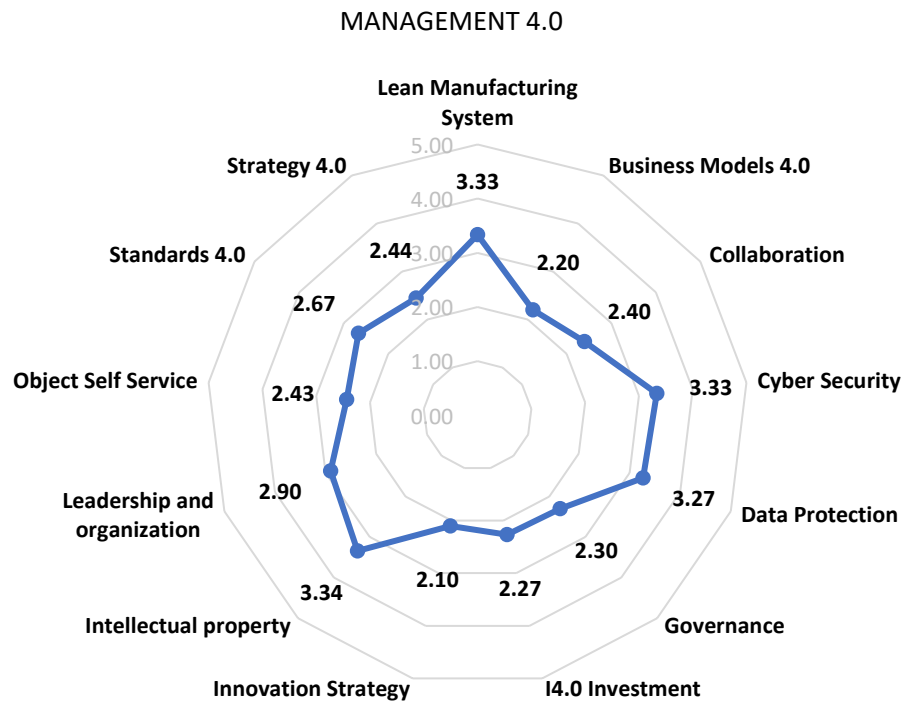 MANAGEMENT 4.0
Lean Manufacturing
System
5.00
Strategy 4.0
Business Models 4.0
3.33
4.00
Standards 4.0
2.44
3.00
2.20
Collaboration
2.67
2.00
2.40
Object Self Service
2.43
1.00
3.33
Cyber Security
0.00
Leadership and
organization
2.90
3.27
Data Protection
2.30
3.34
2.10
2.27
Intellectual property
Governance
Innovation Strategy
I4.0 Investment